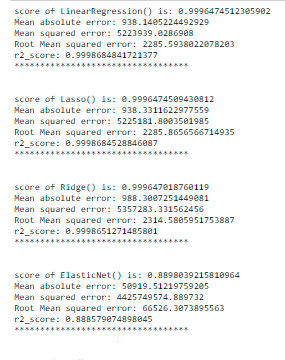 score of LinearRegression() is: 0.9996474512305902
Mean absolute error: 938.1405224492929
Mean squared error: 5223939.0286908
Root Mean squared error: 2285.5938022078203
r2_score: 0.9998684841721377
**********************************
score of Lasso() is: 0.9996474509430812
Mean absolute error: 938.3311622977559
Mean squared error: 5225181.8003501985
Root Mean squared error: 2285.8656566714935
r2_score: 0.9998684528846087
**********************************
score of Ridge() is: 0.999647018760119
Mean absolute error: 988.3007251449081
Mean squared error: 5357283.331562456
Root Mean squared error: 2314.5805951753887
r2_score: 0.9998651271485801
**********************************
score of ElasticNet() is: 0.8898039215810964
Mean absolute error: 50919.51219759205
Mean squared error: 4425749574.889732
Root Mean squared error: 66526.3073895563
r2_score: 0.888579074898045
**********************************